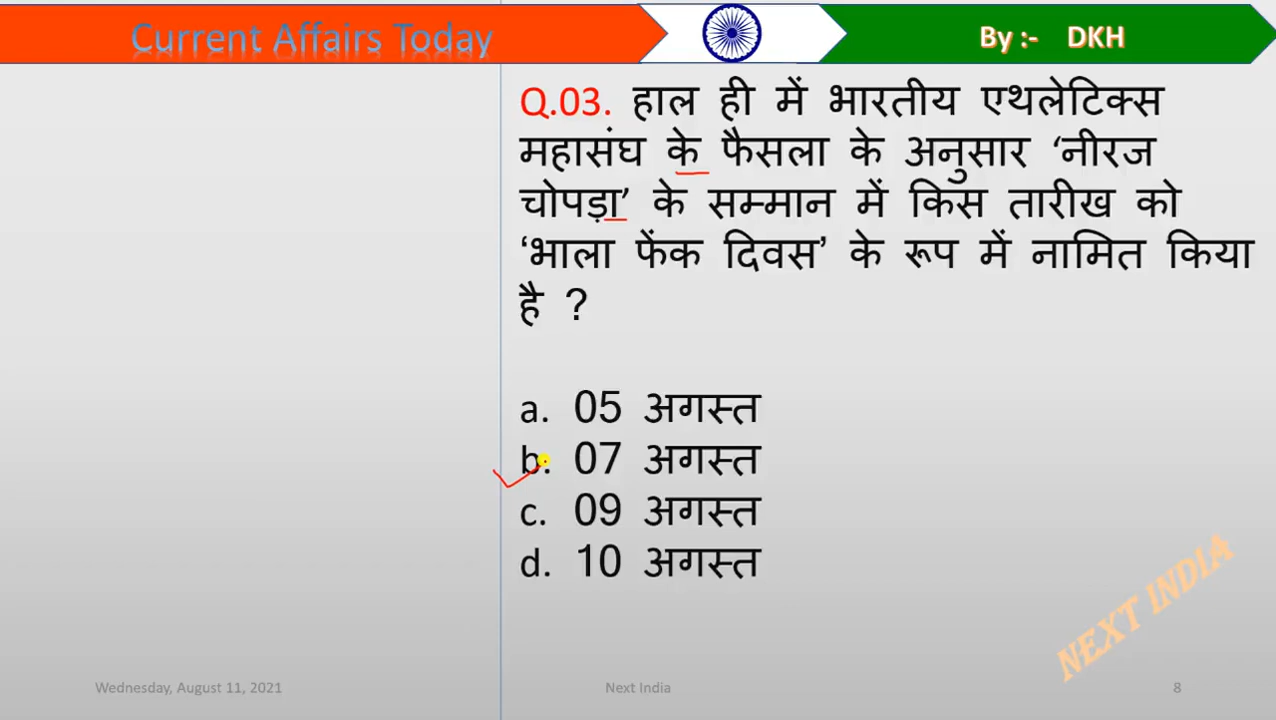 Current Affairs Today
By :- DKH
Q.03. हाल ही में भारतीय एथलेटिक्स
महासंघ के फैसला के अनुसार ‘नीरज
चोपड़ा’ के सम्मान में किस तारीख को
‘भाला फेंक दिवस’ के रूप में नामित किया
है ?
a. 05 अगस्त
b. 07 अगस्त
c. 09 अगस्त
d. 10 अगस्त
NEXT INDIA
Wednesday, August 11, 2021
Next India
8